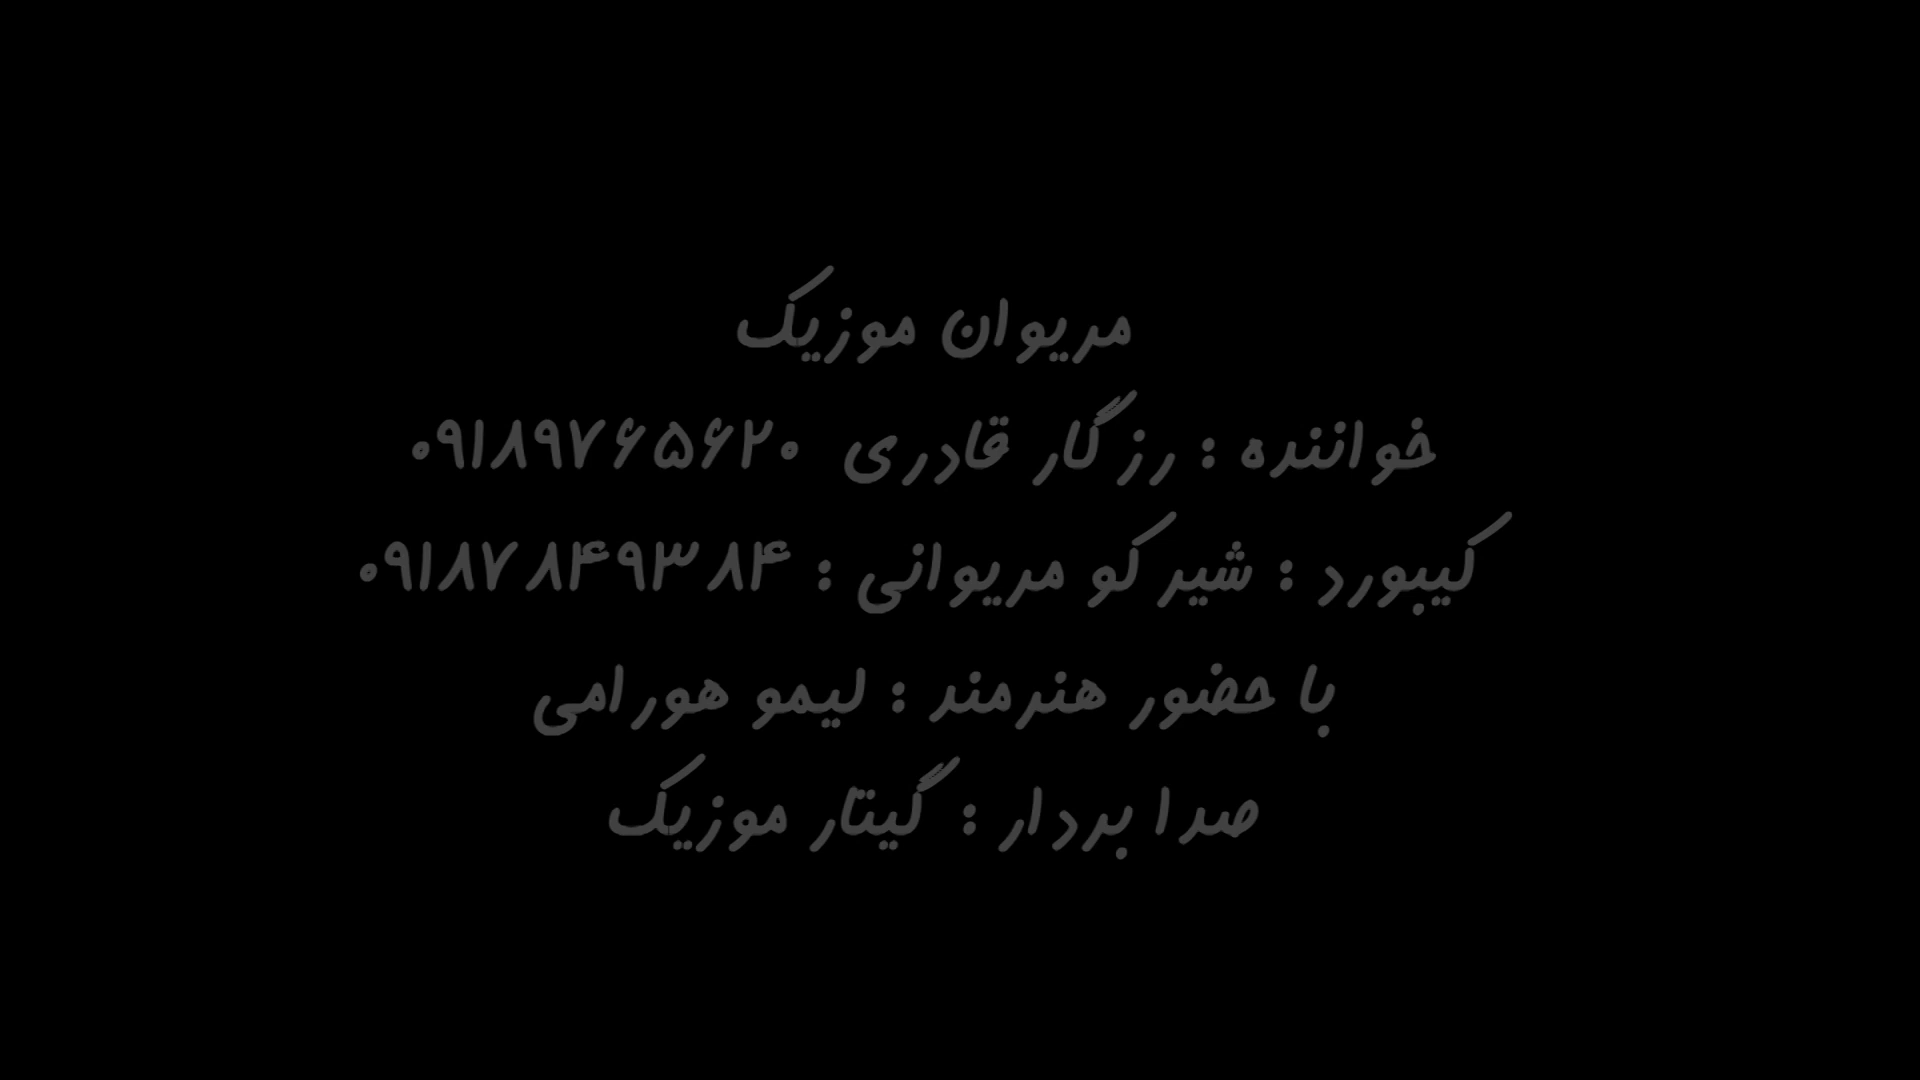 مریوان موزیک
خواننده : رزگار قادری ۰۹۱۸۹۷۶۵۶۲۰
کیبورد : شیرکو مریوانی : ۰۹۱۸۷۸۴۹۳۸۴
با حضور هنرمند : لیمو هورامی
صدا بردار : گیتار موزیک